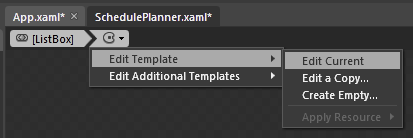 App.xaml* × SchedulePlanner.xaml*
[ListBox]
Edit Template Edit Current
Edit Additional Templates Edit a Copy...
Create Empty...
Apply Resource